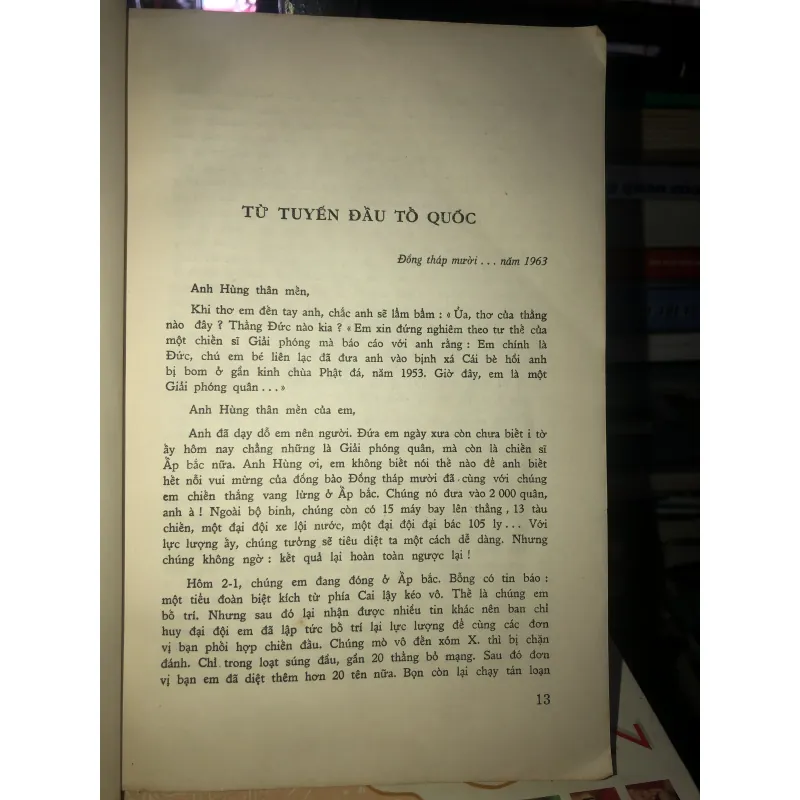 TỪ TUYẾN ĐẦU TỔ QUỐC
Đồng tháp mười . . . năm 1963
Anh Hùng thân mền,
Khi thơ em đến tay anh, chắc anh sẽ lầm bầm : « Ủa, thơ của thằng
nào đây ? Thằng Đức nào kìa ? « Em xin đứng nghiêm theo tư thế của
một chiến sĩ Giải phóng mà báo cáo với anh rằng : Em chính là
Đức, chú em bé liên lạc đã đưa anh vào bịnh xá Cái bè hồi anh
bị bom ở gần kinh chùa Phật đá, năm 1953. Giờ đây, em là một
Giải phóng quân . . . »
Anh Hùng thân mền của em,
Anh đã dạy dỗ em nên người. Đứa em ngày xưa còn chưa biết i tờ
ấy hôm nay chẳng những là Giải phóng quân, mà còn là chiến sĩ
Ấp bắc nữa. Anh Hùng ơi, em không biết nói thế nào để anh biết
hết nỗi vui mừng của đồng bào Đồng tháp mười đã cùng với chúng
em chiến thắng vang lừng ở Ấp bắc. Chúng nó đưa vào 2 000 quân,
anh à ! Ngoài bộ binh, chúng còn có 15 máy bay lên thẳng, 13 tàu
chiến, một đại đội xe lội nước, một đại đội đại bác 105 ly . . . Với
lực lượng ấy, chúng tưởng sẽ tiêu diệt ta một cách dễ dàng. Nhưng
chúng không ngờ : kết quả lại hoàn toàn ngược lại !
Hôm 2-1, chúng em đang đóng ở Ấp bắc. Bỗng có tin báo :
một tiểu đoàn biệt kích từ phía Cai lậy kéo vô. Thế là chúng em
bố trí. Nhưng sau đó lại nhận được nhiều tin khác nên ban chỉ
huy đại đội em đã lập tức bố trí lại lực lượng để cùng các đơn
vị bạn phối hợp chiến đấu. Chúng mò vô đến xóm X. thì bị chặn
đánh. Chỉ trong loạt súng đầu, gần 20 thằng bỏ mạng. Sau đó đơn
vị bạn em đã diệt thêm hơn 20 tên nữa. Bọn còn lại chạy tán loạn
13